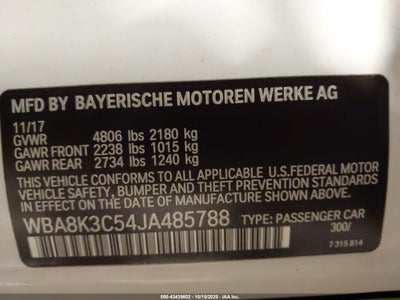 MFD BY BAYERISCHE MOTOREN WERKE AG
11/17
GVWR 4806 lbs 2180 kg
GAWR FRONT 2238 lbs 1015 kg
GAWR REAR 2734 lbs 1240 kg
THIS VEHICLE CONFORMS TO ALL APPLICABLE U.S.FEDERAL MOTOR
VEHICLE SAFETY, BUMPER AND THEFT PREVENTION STANDARDS
IN EFFECT ON THE DATE OF MANUFACTURE SHOWN ABOVE.
WBA8K3C54JA485788 TYPE: PASSENGER CAR
300/
7 315 814
000-43438602 - 10/15/2025 - IAA Inc.